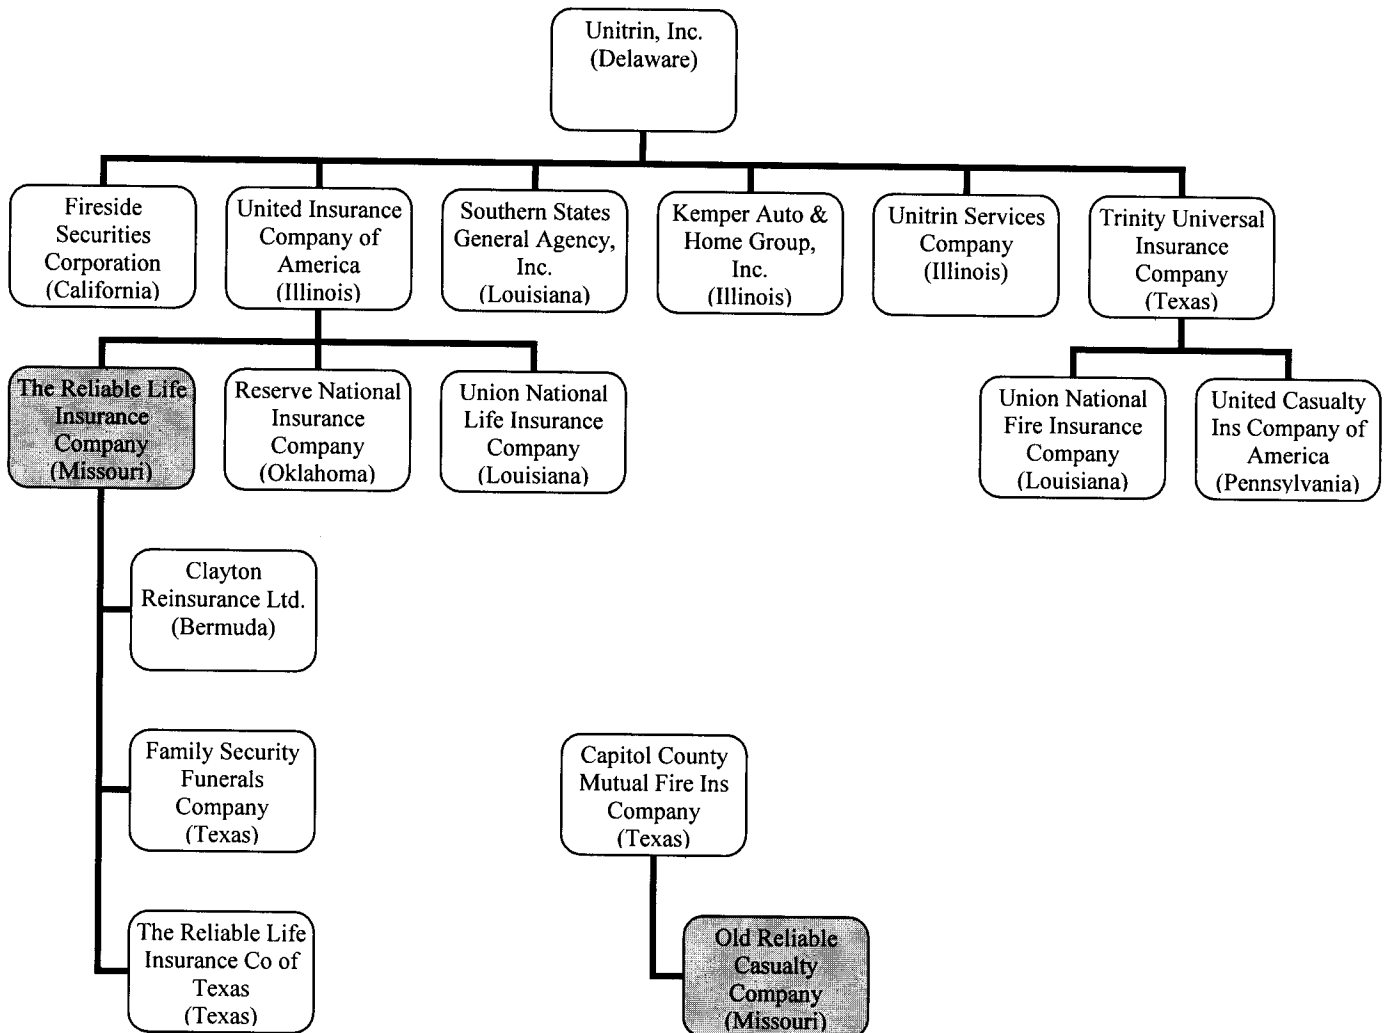 Unitrin, Inc.
(Delaware)
Fireside
Securities
Corporation
(California)
United Insurance
Company of
America
(Illinois)
Southern States
General Agency,
Inc.
(Louisiana)
Kemper Auto &
Home Group,
Inc.
(Illinois)
Unitrin Services
Company
(Illinois)
Trinity Universal
Insurance
Company
(Texas)
The Reliable Life
Insurance
Company
(Missouri)
Reserve National
Insurance
Company
(Oklahoma)
Union National
Life Insurance
Company
(Louisiana)
Union National
Fire Insurance
Company
(Louisiana)
United Casualty
Ins Company of
America
(Pennsylvania)
Clayton
Reinsurance Ltd.
(Bermuda)
Family Security
Funerals
Company
(Texas)
Capitol County
Mutual Fire Ins
Company
(Texas)
The Reliable Life
Insurance Co of
Texas
(Texas)
Old Reliable
Casualty
Company
(Missouri)